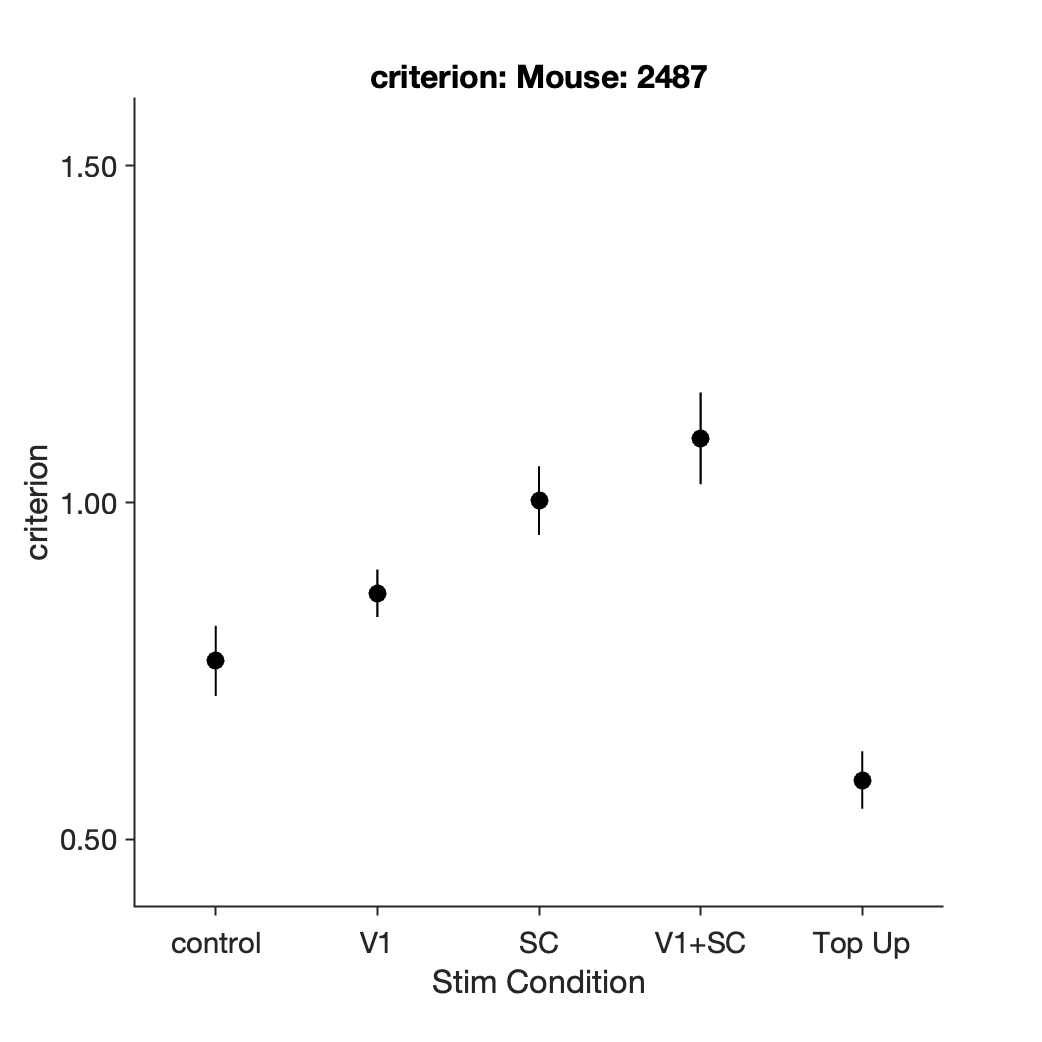 criterion: Mouse: 2487
1.50
1.00
0.50
criterion
control V1 SC V1+SC Top Up
Stim Condition